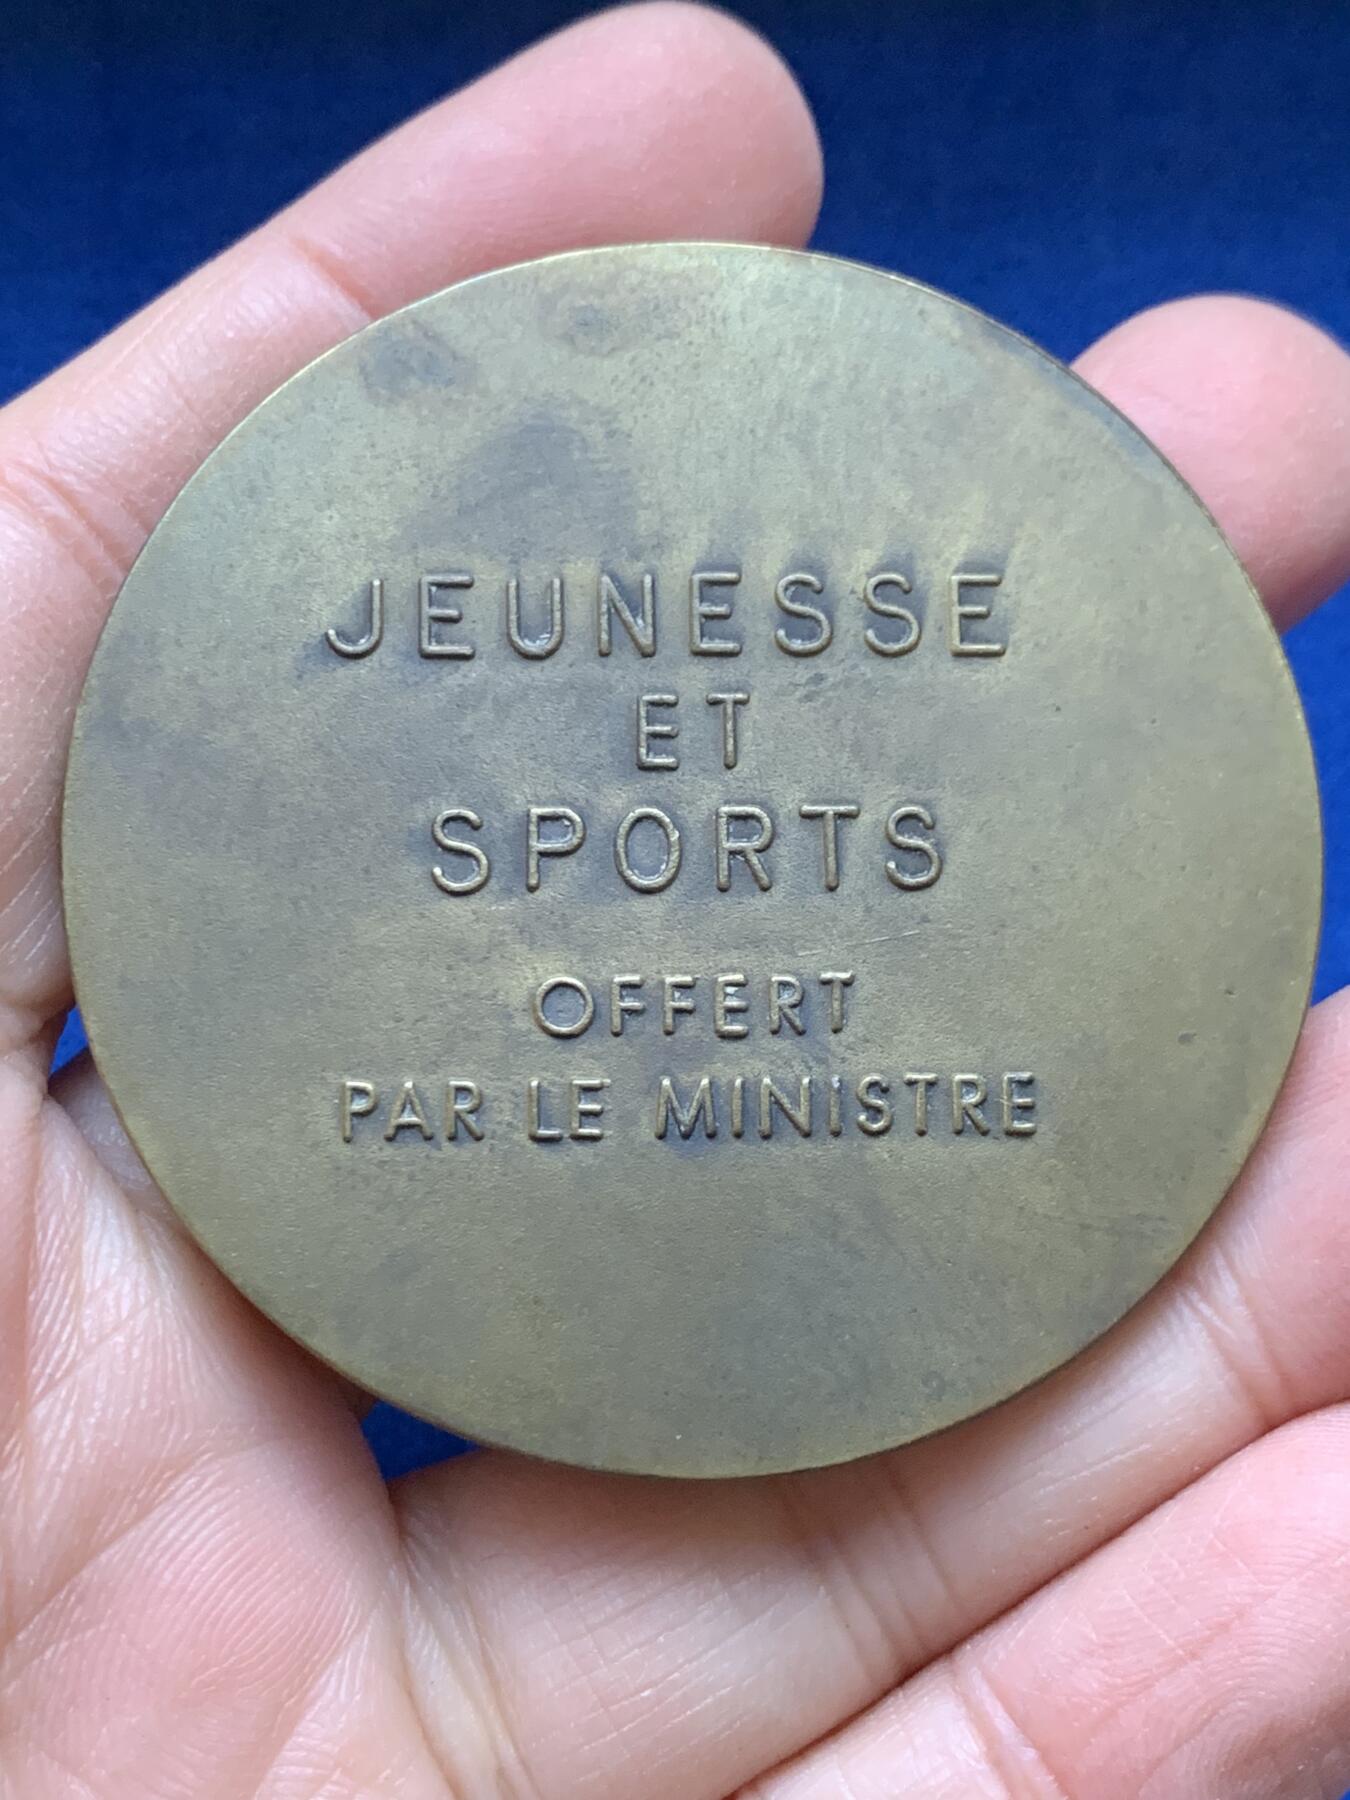 JEUNESSE
ET
SPORTS
OFFERT
PAR LE MINISTRE